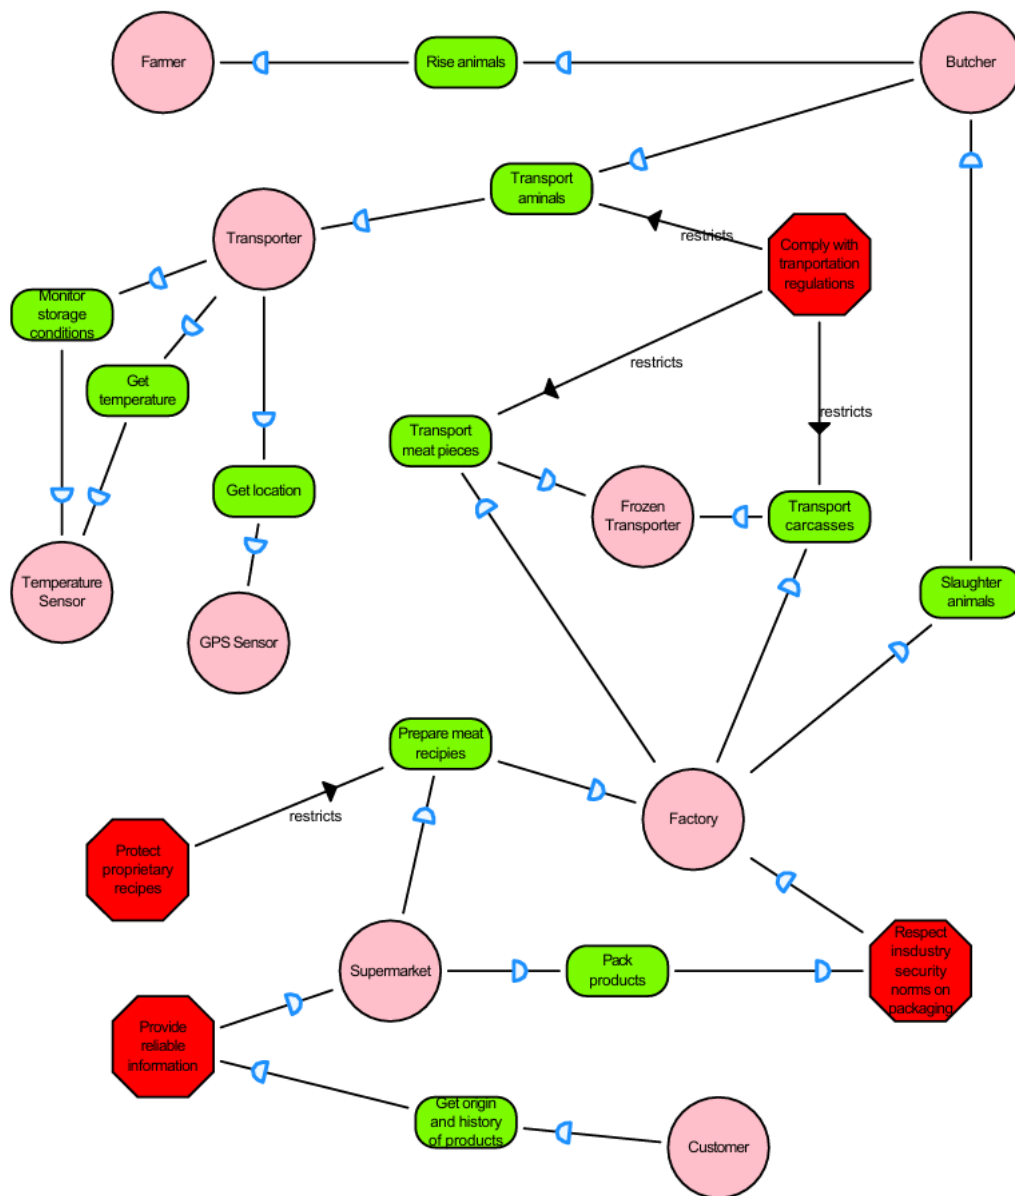 Farmer
Rise animals
Butcher
Transport
aminals
Transporter
restricts
Comply with
tranportation
regulations
Monitor
storage
conditions
Get
temperature
restricts
restricts
Transport
meat pieces
Get location
Frozen
Transporter
Transport
carcasses
Temperature
Sensor
Slaughter
animals
GPS Sensor
Prepare meat
recipies
restricts
Factory
Protect
proprietary
recipes
Supermarket
Pack
products
Respect
insdustry
security
norms on
packaging
Provide
reliable
information
Get origin
and history
of products
Customer